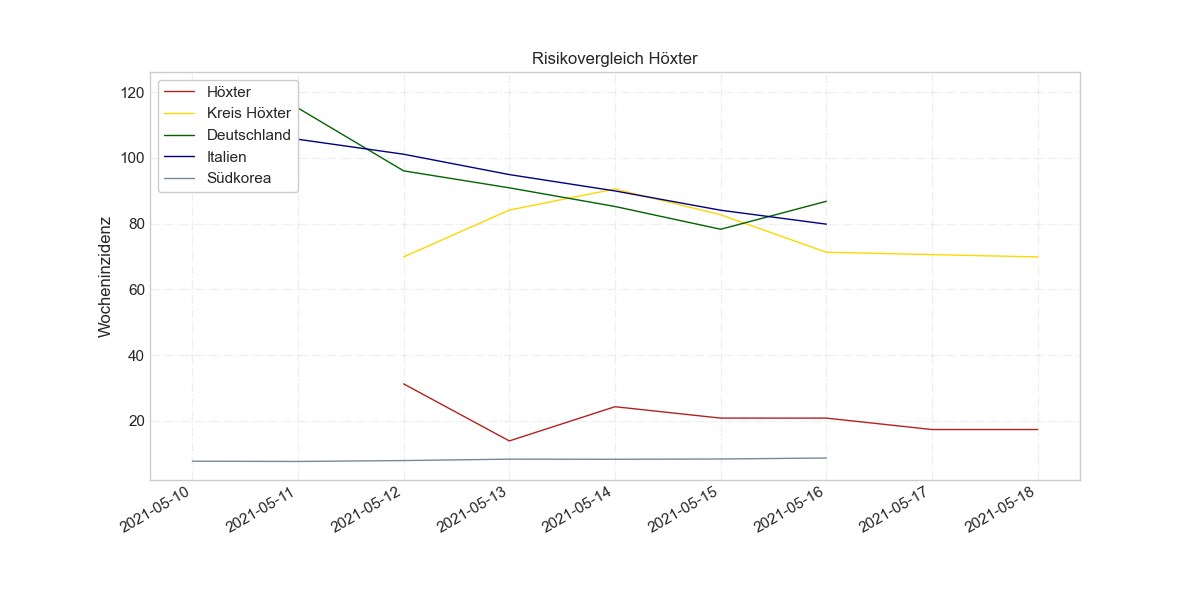 Risikovergleich Höxter
Wocheninzidenz
120
100
80
60
40
20
Höxter
Kreis Höxter
Deutschland
Italien
Südkorea
2021-05-10
2021-05-11
2021-05-12
2021-05-13
2021-05-14
2021-05-15
2021-05-16
2021-05-17
2021-05-18